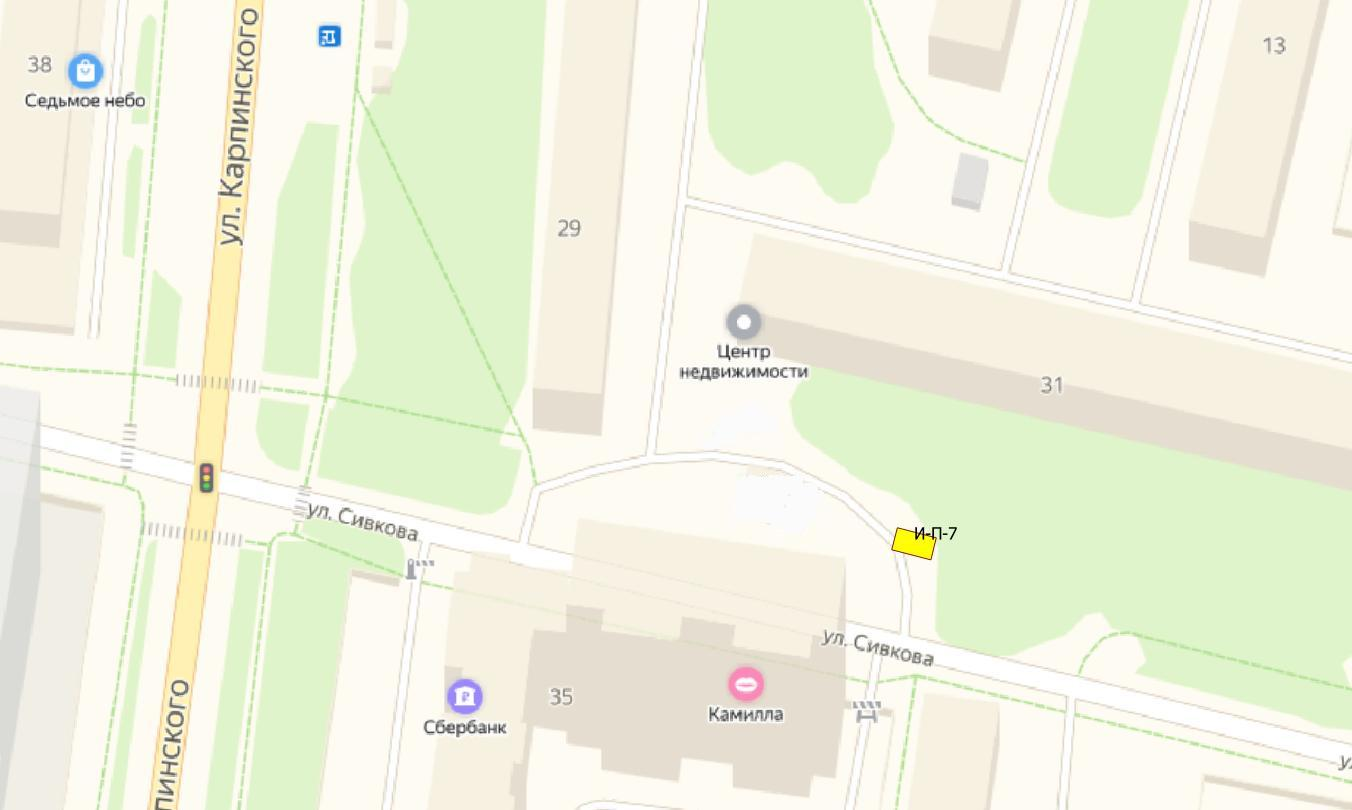 38
Седьмое небо
ул. Карпинского
13
29
Центр
недвижимости
31
ул. Сивкова
И-П-7
ул. Сивкова
35
Сбербанк
Камилла
пинского
ул